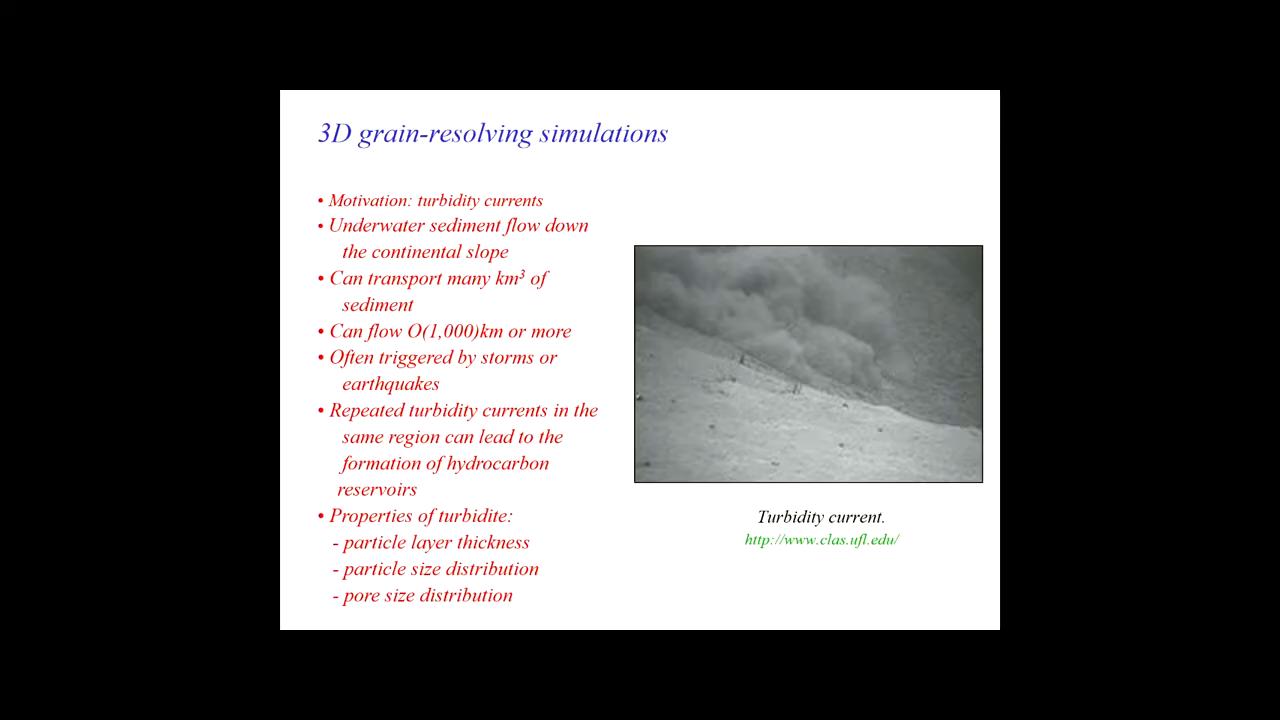 3D grain-resolving simulations
• Motivation: turbidity currents
• Underwater sediment flow down
the continental slope
• Can transport many km³ of
sediment
• Can flow O(1,000)km or more
• Often triggered by storms or
earthquakes
• Repeated turbidity currents in the
same region can lead to the
formation of hydrocarbon
reservoirs
• Properties of turbidite:
- particle layer thickness
- particle size distribution
- pore size distribution
Turbidity current.
http://www.clas.ufl.edu/